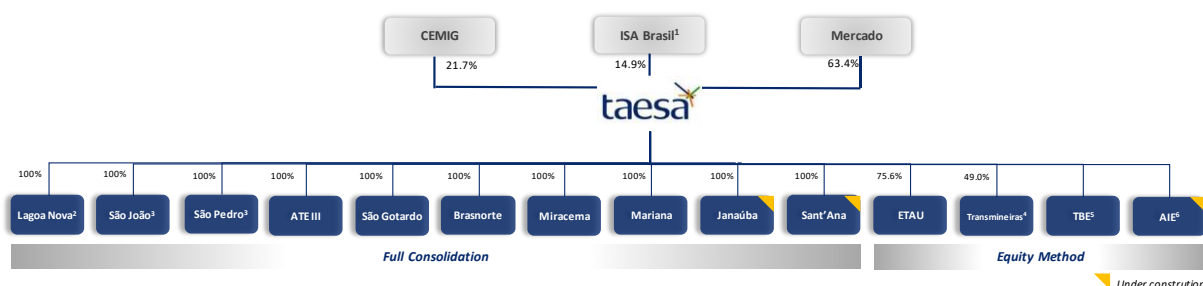 CEMIG
ISA Brasil¹
Mercado
21.7%
14.9%
63.4%
taesa
100%
100%
100%
100%
100%
100%
100%
100%
100%
100%
75.6%
49.0%
Lagoa Nova²
São João³
São Pedro³
ATE III
São Gotardo
Brasnorte
Miracema
Mariana
Janaúba
Sant'Ana
ETAU
Transmineiras⁴
TBE⁵
AIE⁶
Full Consolidation
Equity Method
Under constrution